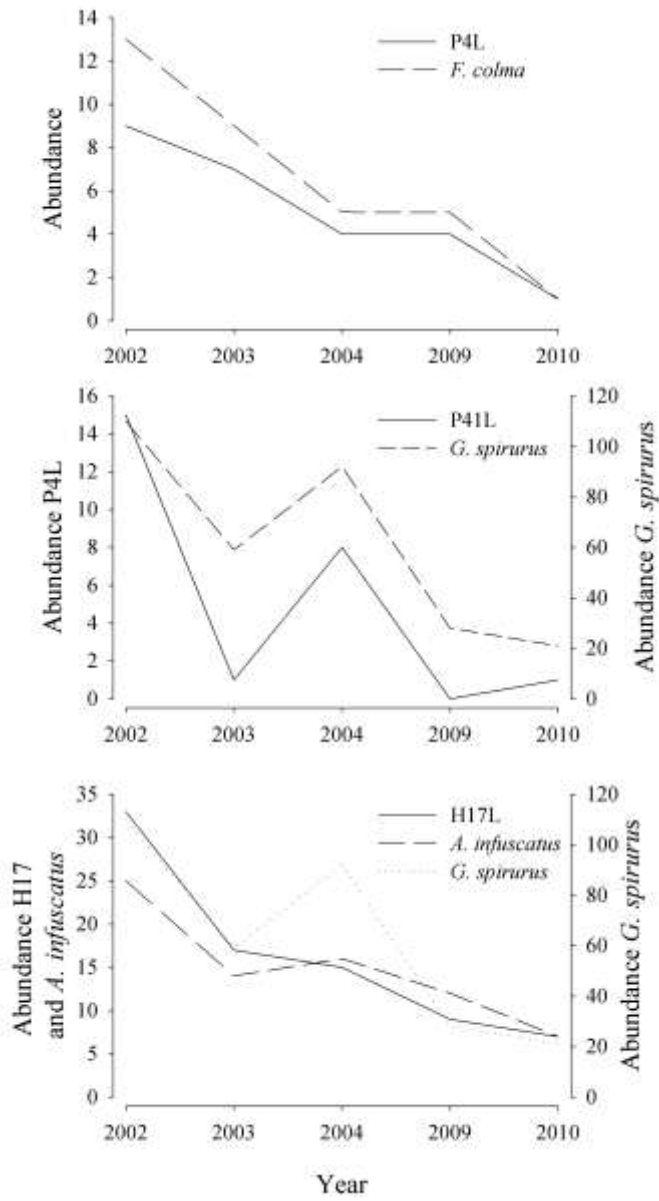 14
12
10
8
6
4
2
0
Abundance
P4L
F. colma
2002 2003 2004 2009 2010
16
14
12
10
8
6
4
2
0
Abundance P4L
P41L
G. spirurus
120
100
80
60
40
20
0
Abundance G. spirurus
2002 2003 2004 2009 2010
35
30
25
20
15
10
5
0
Abundance H17
and A. infuscatus
H17L
A. infuscatus
G. spirurus
120
100
80
60
40
20
0
Abundance G. spirurus
2002 2003 2004 2009 2010
Year